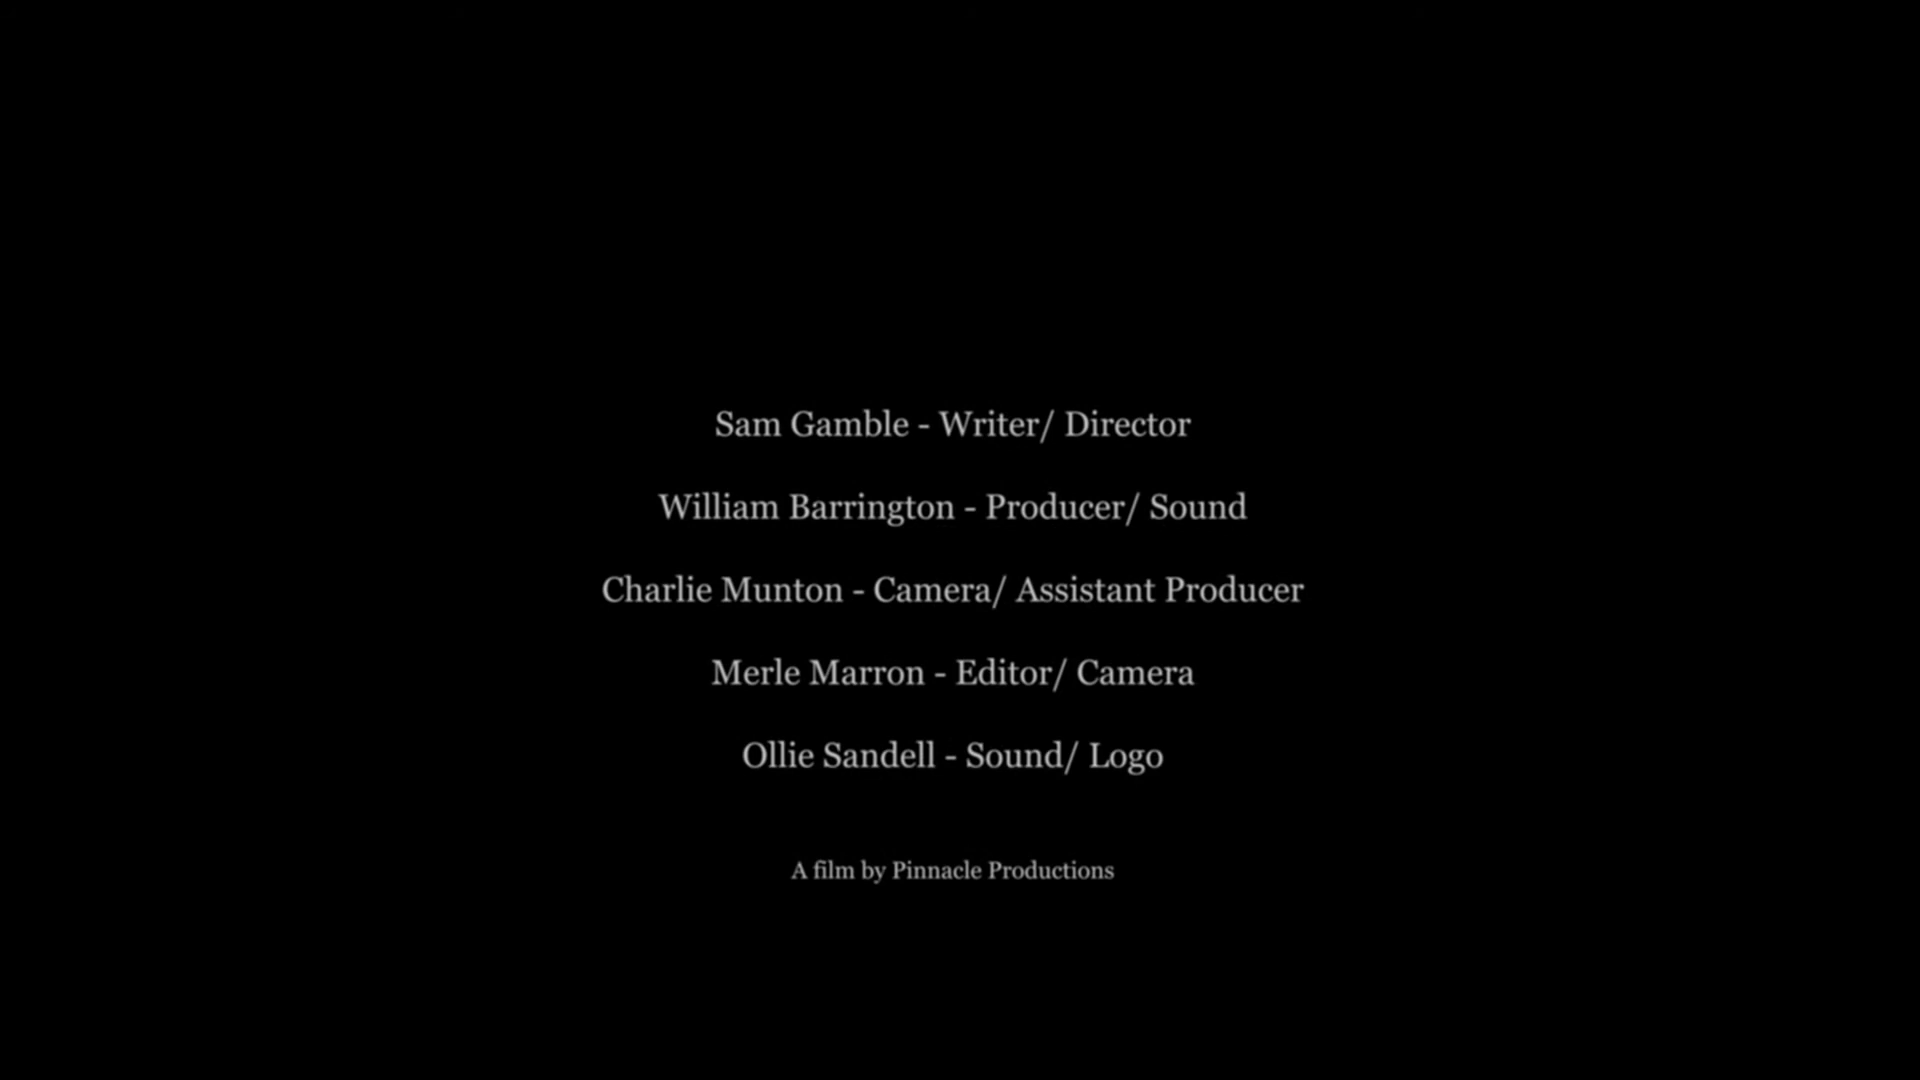 Sam Gamble - Writer/ Director
William Barrington - Producer/ Sound
Charlie Munton - Camera/ Assistant Producer
Merle Marron - Editor/ Camera
Ollie Sandell - Sound/ Logo
A film by Pinnacle Productions